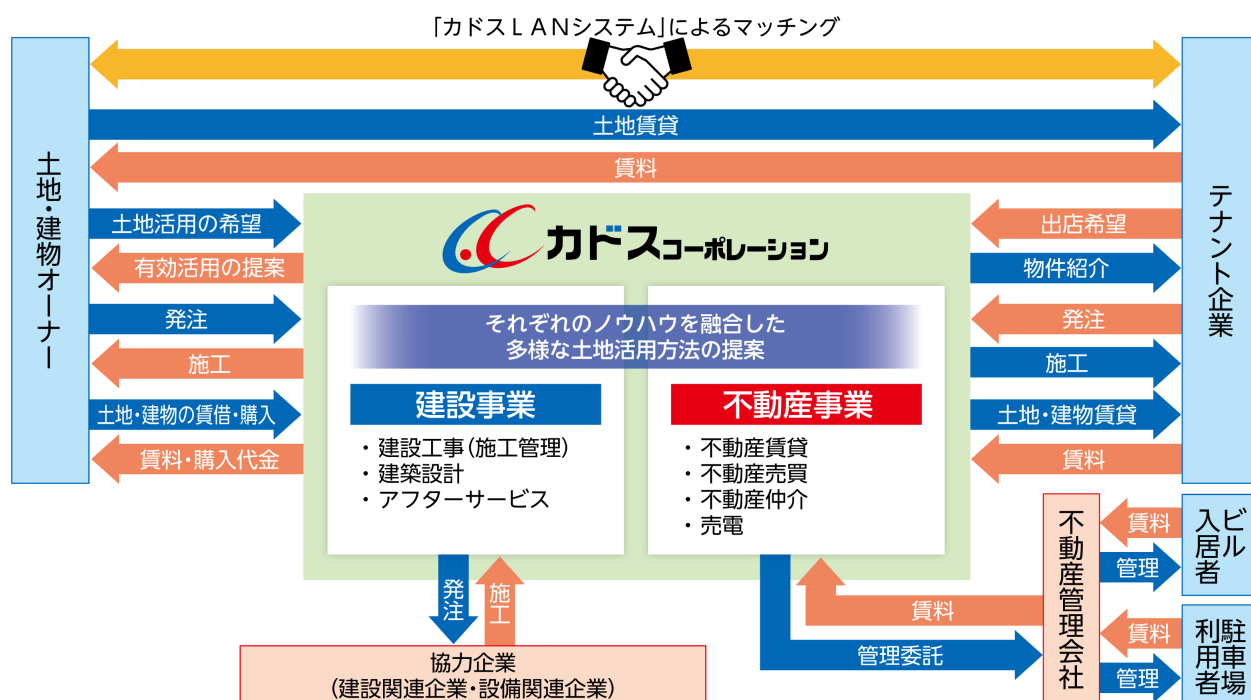 「カドスＬＡＮシステム」によるマッチング
土地・建物オーナー
テナント企業
土地賃貸
賃料
土地活用の希望
有効活用の提案
発注
施工
土地・建物の賃借・購入
賃料・購入代金
カドスコーポレーション
それぞれのノウハウを融合した
多様な土地活用方法の提案
建設事業
・建設工事(施工管理)
・建築設計
・アフターサービス
不動産事業
・不動産賃貸
・不動産売買
・不動産仲介
・売電
出店希望
物件紹介
発注
施工
土地・建物賃貸
賃料
発注
施工
協力企業
(建設関連企業・設備関連企業)
賃料
管理委託
不動産管理会社
賃料
管理
ビル
入居者
賃料
管理
駐車場
利用者